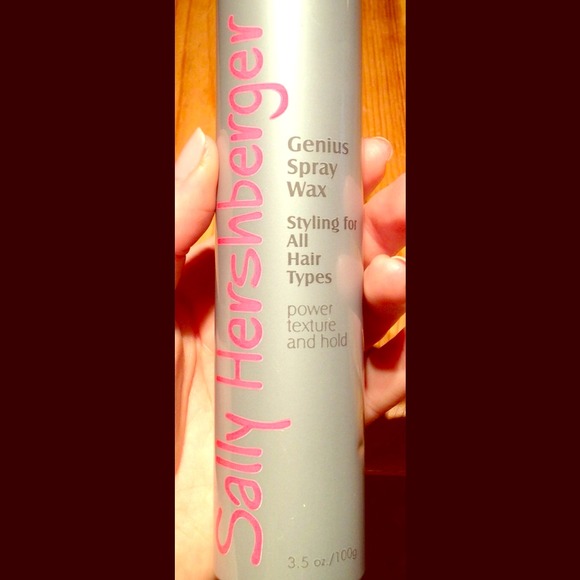 Sally Hershberger
Genius
Spray
Wax
Styling for
All
Hair
Types
power
texture
and hold
3.5 oz./100g